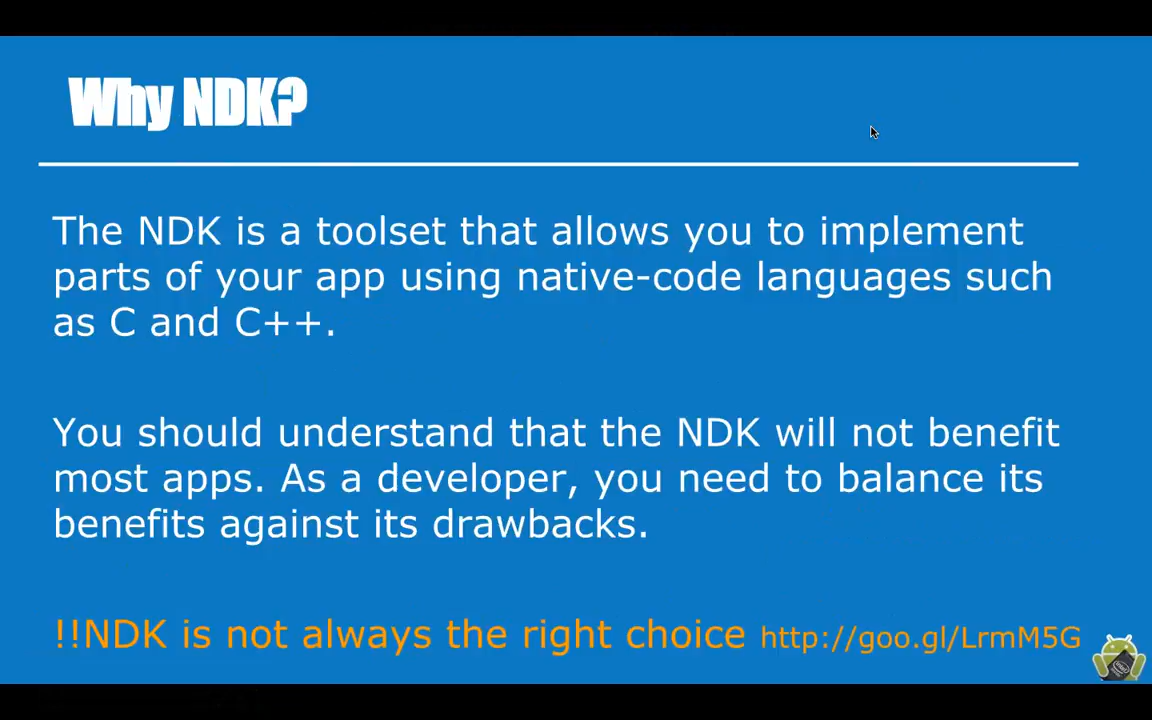 Why NDK?
The NDK is a toolset that allows you to implement
parts of your app using native-code languages such
as C and C++.
You should understand that the NDK will not benefit
most apps. As a developer, you need to balance its
benefits against its drawbacks.
!!NDK is not always the right choice http://goo.gl/LrmM5G